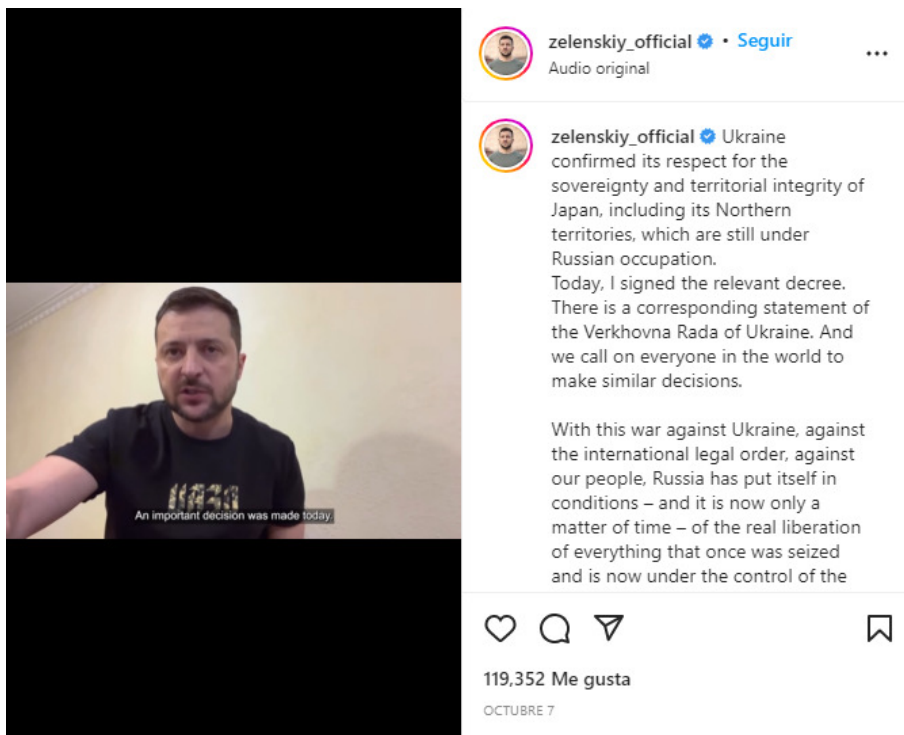 zelenskiy_official • Seguir
Audio original
zelenskiy_official Ukraine
confirmed its respect for the
sovereignty and territorial integrity of
Japan, including its Northern
territories, which are still under
Russian occupation.
Today, I signed the relevant decree.
There is a corresponding statement of
the Verkhovna Rada of Ukraine. And
we call on everyone in the world to
make similar decisions.
With this war against Ukraine, against
the international legal order, against
our people, Russia has put itself in
conditions – and it is now only a
matter of time – of the real liberation
of everything that once was seized
and is now under the control of the
An important decision was made today.
119,352 Me gusta
OCTUBRE 7